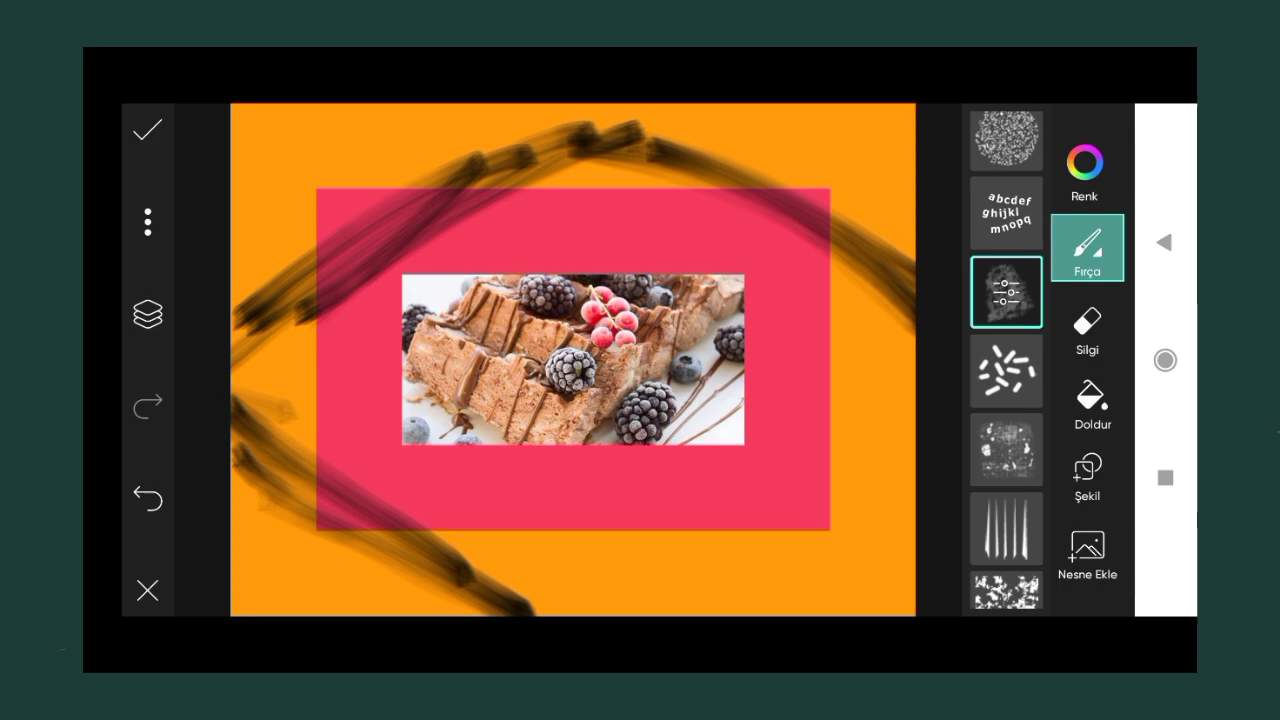 abcdef
ghijkl
mnopq
Renk
Fırça
Silgi
Doldur
Şekil
Nesne Ekle